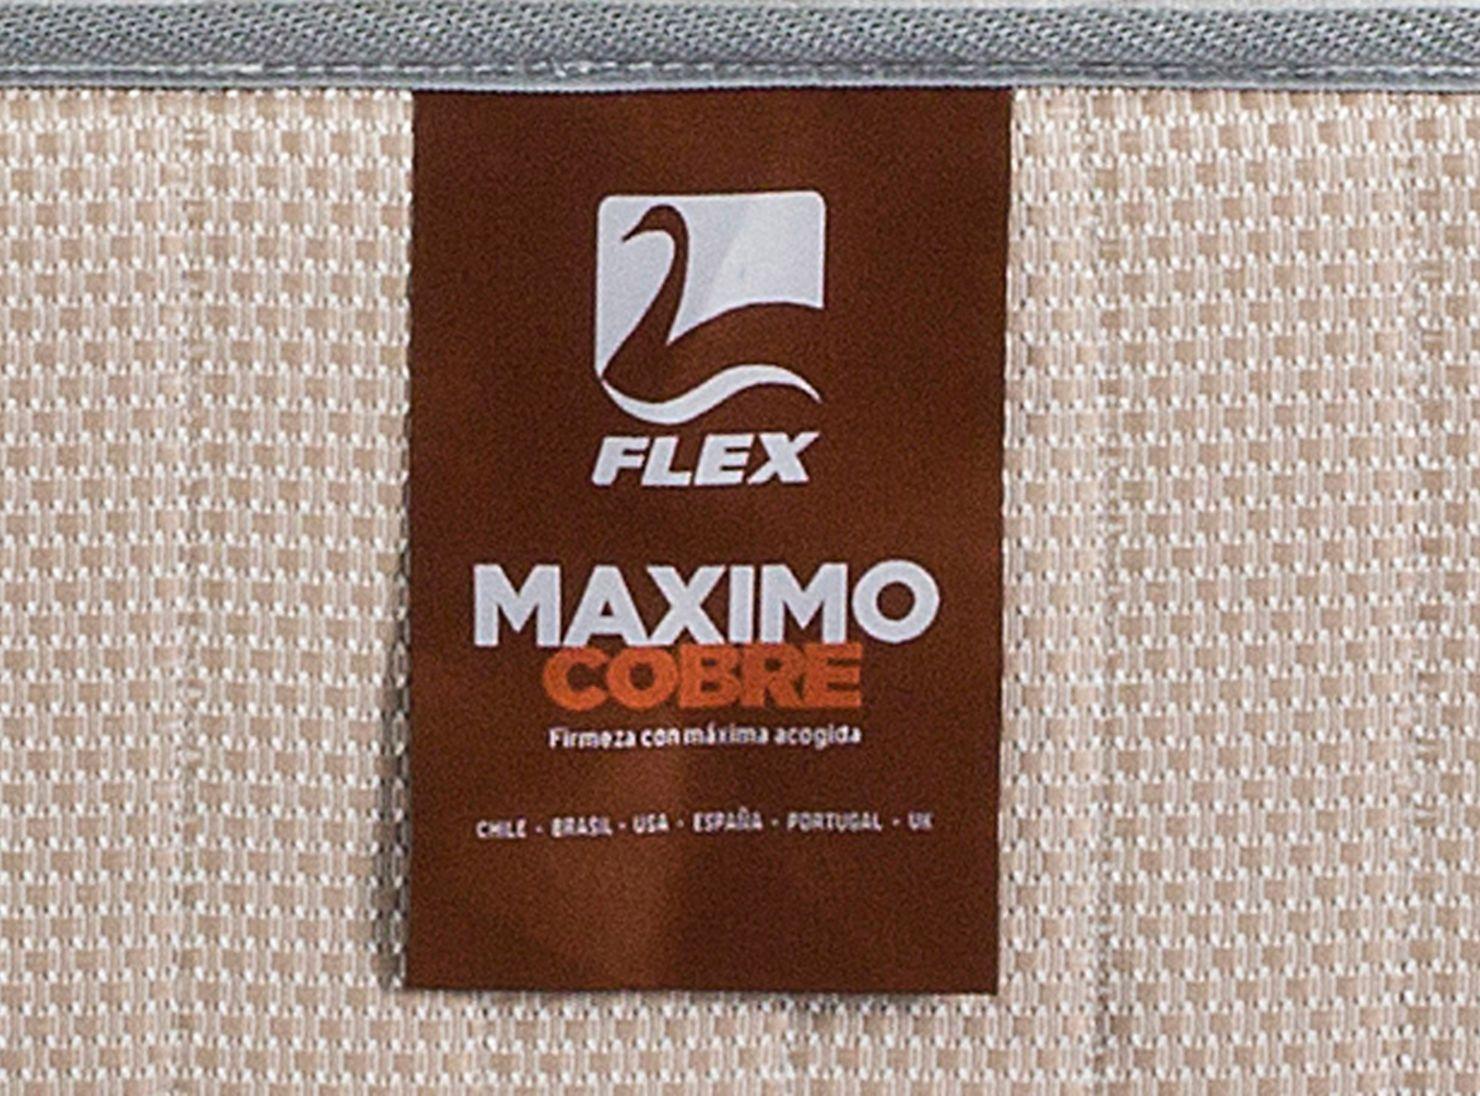 FLEX
MAXIMO
COBRE
Firmeza con máxima acogida
CHILE - BRASIL - USA - ESPAÑA - PORTUGAL - UK